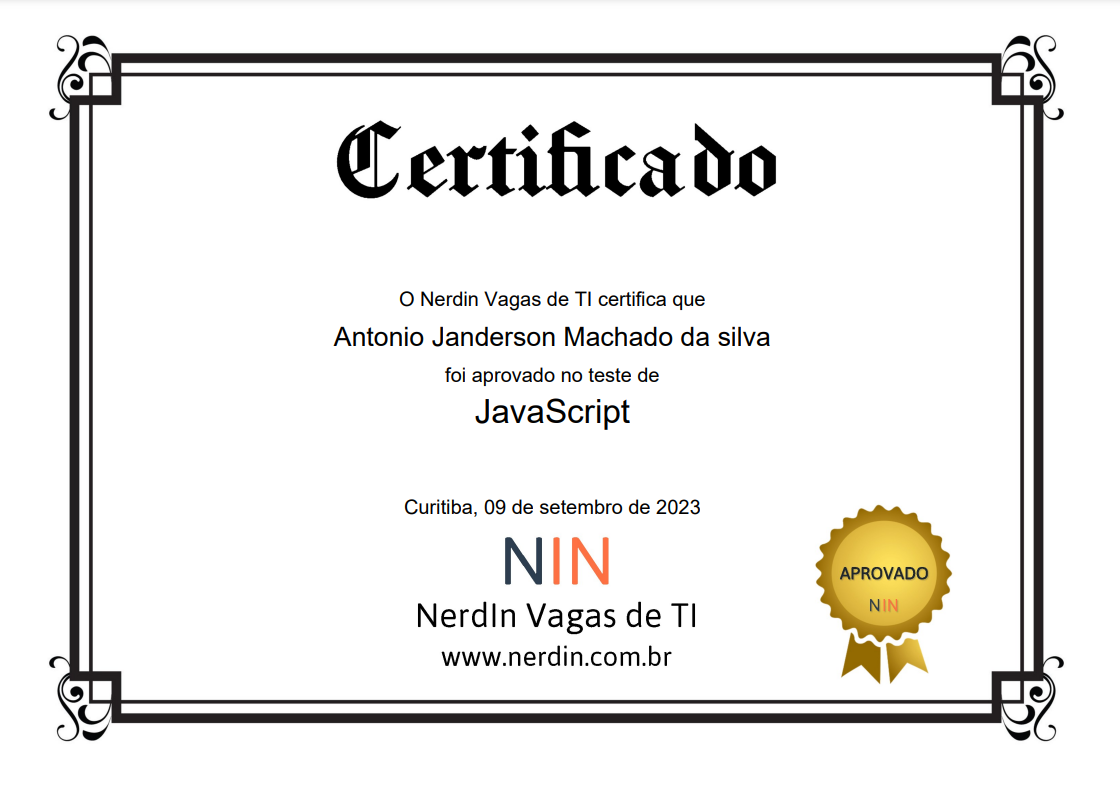 Certificado
O Nerdin Vagas de TI certifica que
Antonio Janderson Machado da silva
foi aprovado no teste de
JavaScript
Curitiba, 09 de setembro de 2023
NIN
NerdIn Vagas de TI
www.nerdin.com.br
APROVADO
NIN